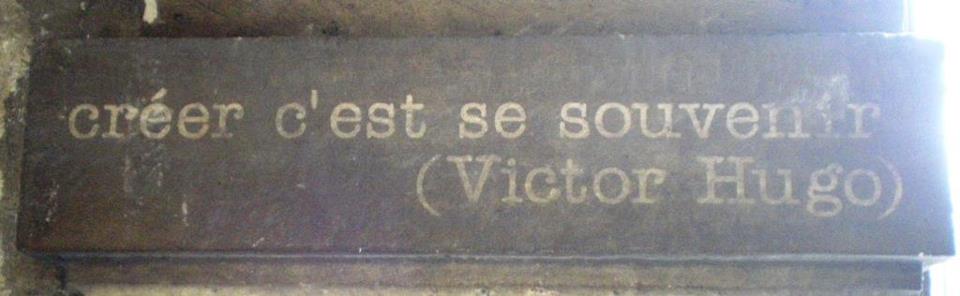 créer c'est se souvenir
(Victor Hugo)